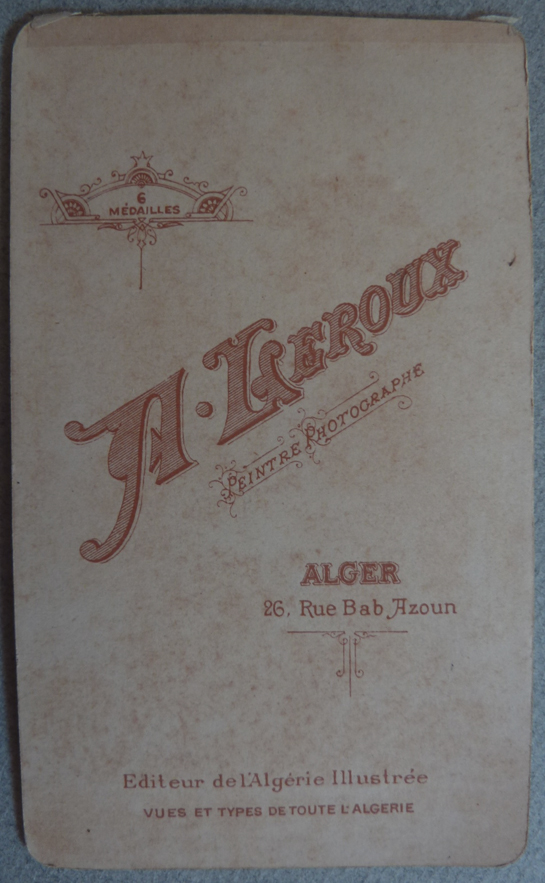 6
MÉDAILLES
A. LEROUX
PEINTRE PHOTOGRAPHE
ALGER
26, Rue Bab Azoun
Editeur de l'Algérie Illustrée
VUES ET TYPES DE TOUTE L'ALGERIE